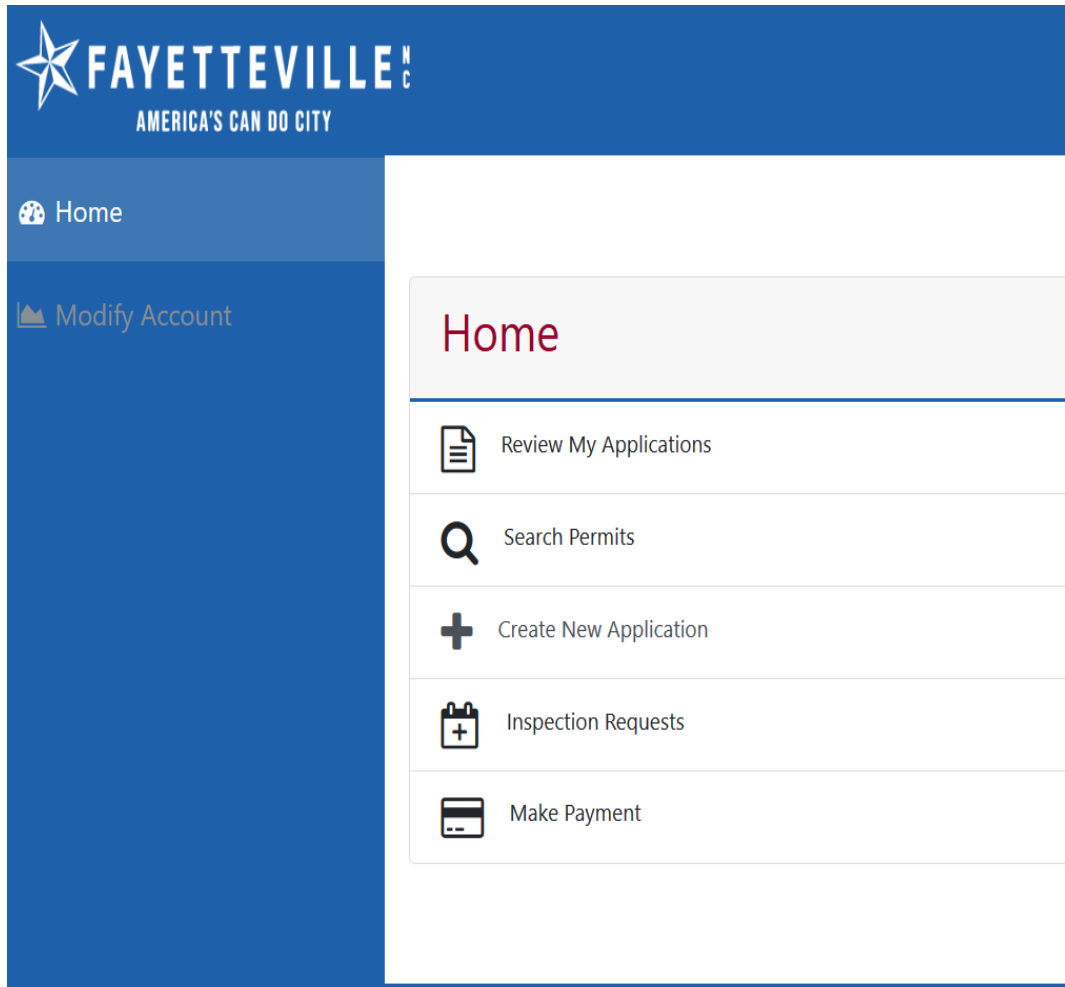 FAYETTEVILLE NC
AMERICA'S CAN DO CITY
Home
Modify Account
Home
Review My Applications
Search Permits
Create New Application
Inspection Requests
Make Payment